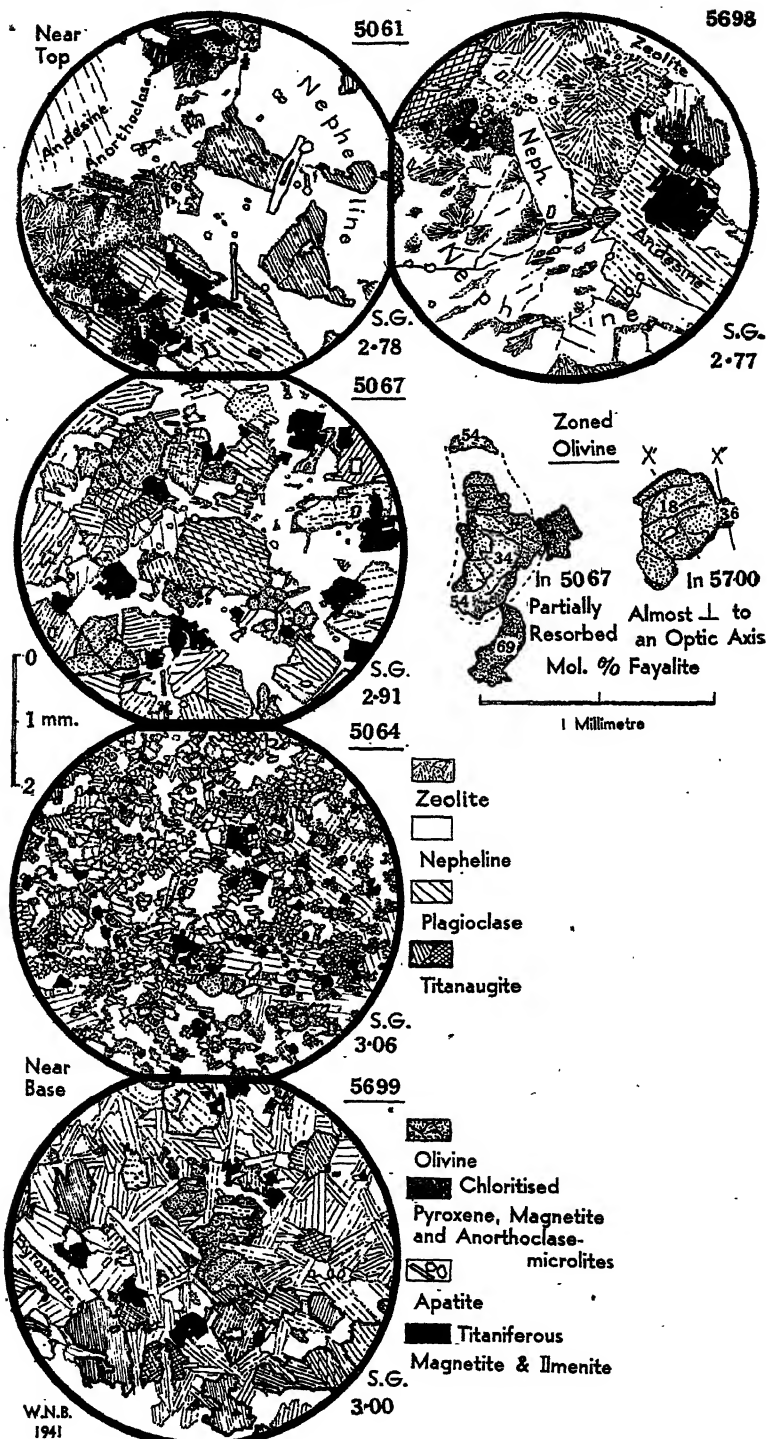 Near
Top
5061
Andesine
Anorthoclase
Nepheline
S.G.
2·78
5698
Zeolite
Neph.
Andesine
Nepheline
S.G.
2·77
5067
S.G.
2·91
Zoned
Olivine
54
34
54
69
In 5067
Partially
Resorbed
X'
X'
18
36
In 5700
Almost ⊥ to
an Optic Axis
Mol. % Fayalite
1 Millimetre
0
1 mm.
2
5064
S.G.
3·06
Zeolite
Nepheline
Plagioclase
Titanaugite
Near
Base
5699
Bytownite
S.G.
3·00
Olivine
Chloritised
Pyroxene, Magnetite
and Anorthoclase-
microlites
Apatite
Titaniferous
Magnetite & Ilmenite
W.N.B.
1941